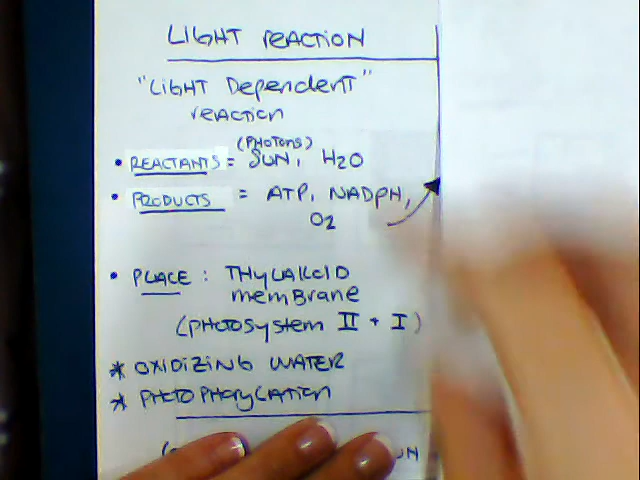 LIGHT REACTION
"LIGHT DEPENDENT"
REACTION
(PHOTONS)
• REACTANTS = SUN, H2O
• PRODUCTS = ATP, NADPH,
O2
• PLACE : THYLAKOID
MEMBRANE
(PHOTOSYSTEM II + I)
* OXIDIZING WATER
* PHOTOPHORYLATION